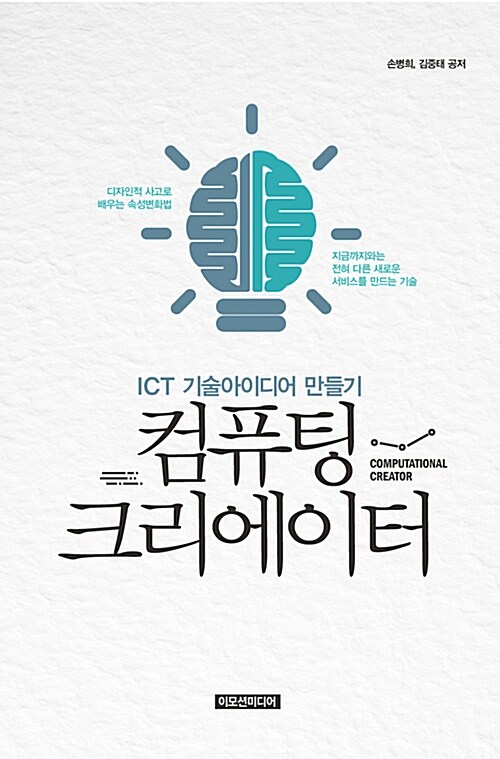 손병희, 김중태 공저
디자인적 사고로
배우는 속성변화법
지금까지와는
전혀 다른 새로운
서비스를 만드는 기술
ICT 기술아이디어 만들기
컴퓨팅
COMPUTATIONAL
CREATOR
크리에이터
이모션미디어